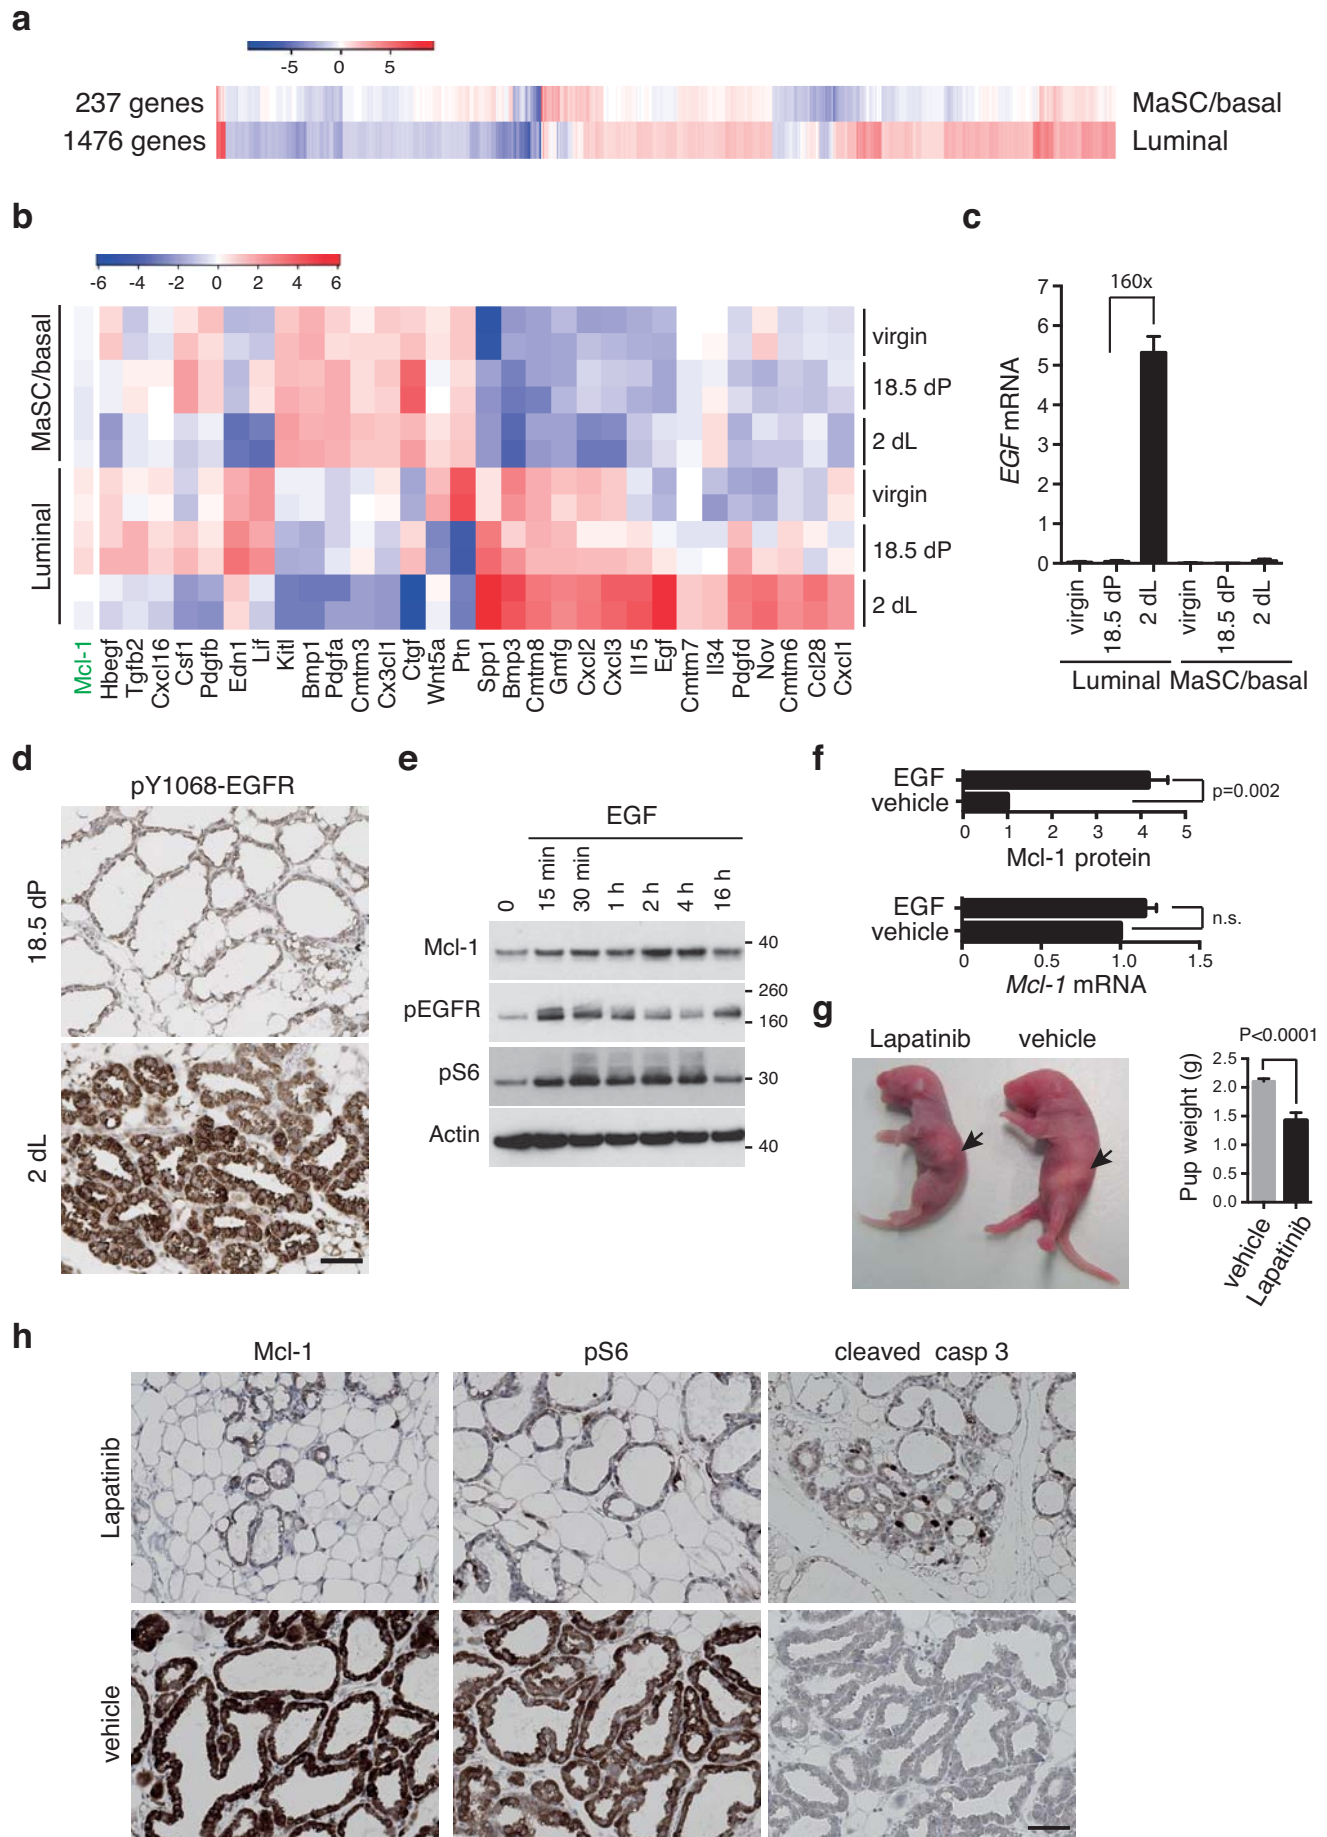 a
-5 0 5
237 genes
MaSC/basal
1476 genes
Luminal
b
-6 -4 -2 0 2 4 6
MaSC/basal
Luminal
virgin
18.5 dP
2 dL
virgin
18.5 dP
2 dL
Mcl-1
Hbegf
Tgfb2
Cxcl16
Csf1
Pdgfb
Edn1
Lif
Kitl
Bmp1
Pdgfa
Cmtm3
Cx3cl1
Ctgf
Wnt5a
Ptn
Spp1
Bmp3
Cmtm8
Gmfg
Cxcl2
Cxcl3
Il15
Egf
Cmtm7
Il34
Pdgfd
Nov
Cmtm6
Ccl28
Cxcl1
c
EGF mRNA
7
6
5
4
3
2
1
0
160x
virgin
18.5 dP
2 dL
virgin
18.5 dP
2 dL
Luminal MaSC/basal
d
pY1068-EGFR
18.5 dP
2 dL
e
EGF
0
15 min
30 min
1 h
2 h
4 h
16 h
Mcl-1
40
pEGFR
260
160
pS6
30
Actin
40
f
EGF
vehicle
p=0.002
0 1 2 3 4 5
Mcl-1 protein
EGF
vehicle
n.s.
0 0.5 1.0 1.5
Mcl-1 mRNA
g
Lapatinib vehicle
P<0.0001
Pup weight (g)
2.5
2.0
1.5
1.0
0.5
0.0
vehicle
Lapatinib
h
Mcl-1 pS6 cleaved casp 3
Lapatinib
vehicle